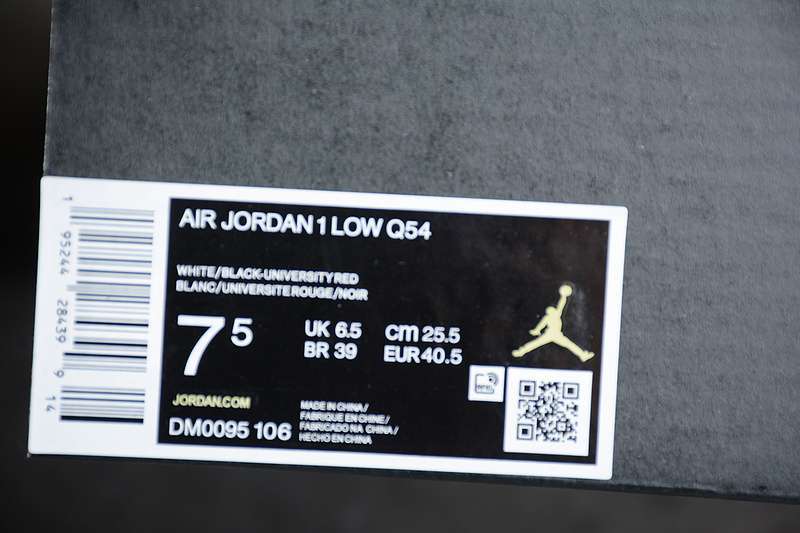 AIR JORDAN 1 LOW Q54
WHITE/BLACK-UNIVERSITY RED
BLANC/UNIVERSITE ROUGE/NOIR
7 5
UK 6.5
BR 39
cm 25.5
EUR 40.5
JORDAN.COM
DM0095 106
MADE IN CHINA/
FABRIQUE EN CHINE/
FABRICADO NA CHINA/
HECHO EN CHINA
1 95244 28439 9 14